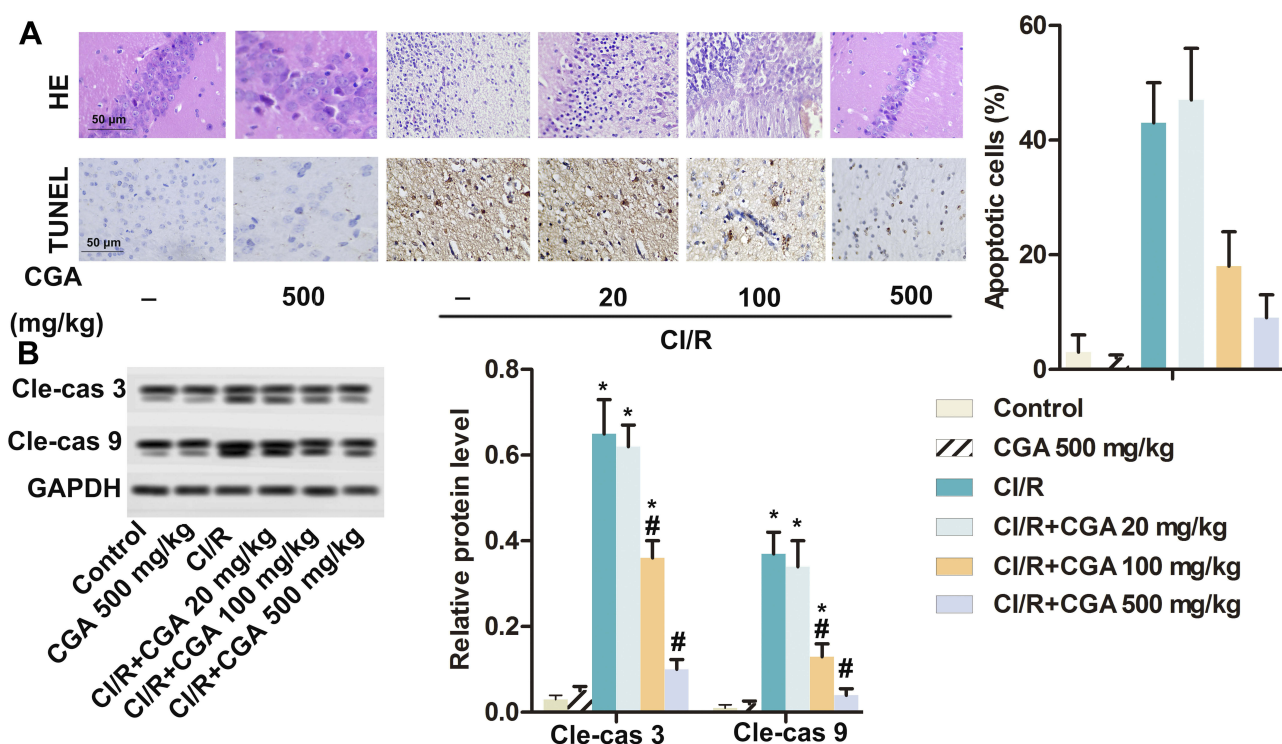 A
HE
50 µm
TUNEL
50 µm
CGA
(mg/kg)
– 500 – 20 100 500
CI/R
Apoptotic cells (%)
60
40
20
0
B
Cle-cas 3
Cle-cas 9
GAPDH
Control
CGA 500 mg/kg
CI/R
CI/R+CGA 20 mg/kg
CI/R+CGA 100 mg/kg
CI/R+CGA 500 mg/kg
Relative protein level
0.8
0.6
0.4
0.2
0.0
* * * # #
* * * # #
Cle-cas 3 Cle-cas 9
Control
CGA 500 mg/kg
CI/R
CI/R+CGA 20 mg/kg
CI/R+CGA 100 mg/kg
CI/R+CGA 500 mg/kg